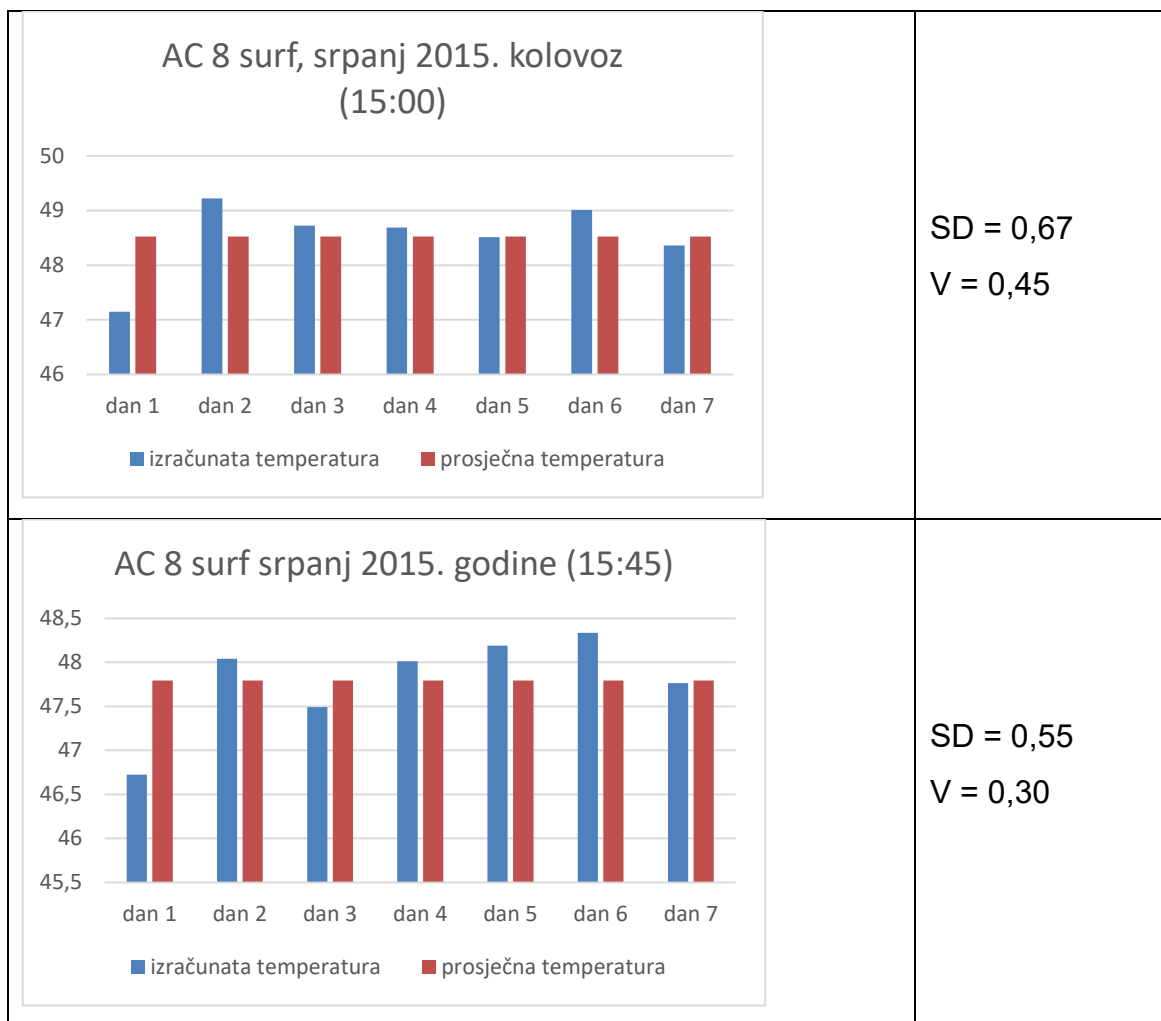 AC 8 surf, srpanj 2015. kolovoz
(15:00)
50
49
48
47
46
dan 1 dan 2 dan 3 dan 4 dan 5 dan 6 dan 7
izračunata temperatura prosječna temperatura
SD = 0,67
V = 0,45
AC 8 surf srpanj 2015. godine (15:45)
48,5
48
47,5
47
46,5
46
45,5
dan 1 dan 2 dan 3 dan 4 dan 5 dan 6 dan 7
izračunata temperatura prosječna temperatura
SD = 0,55
V = 0,30